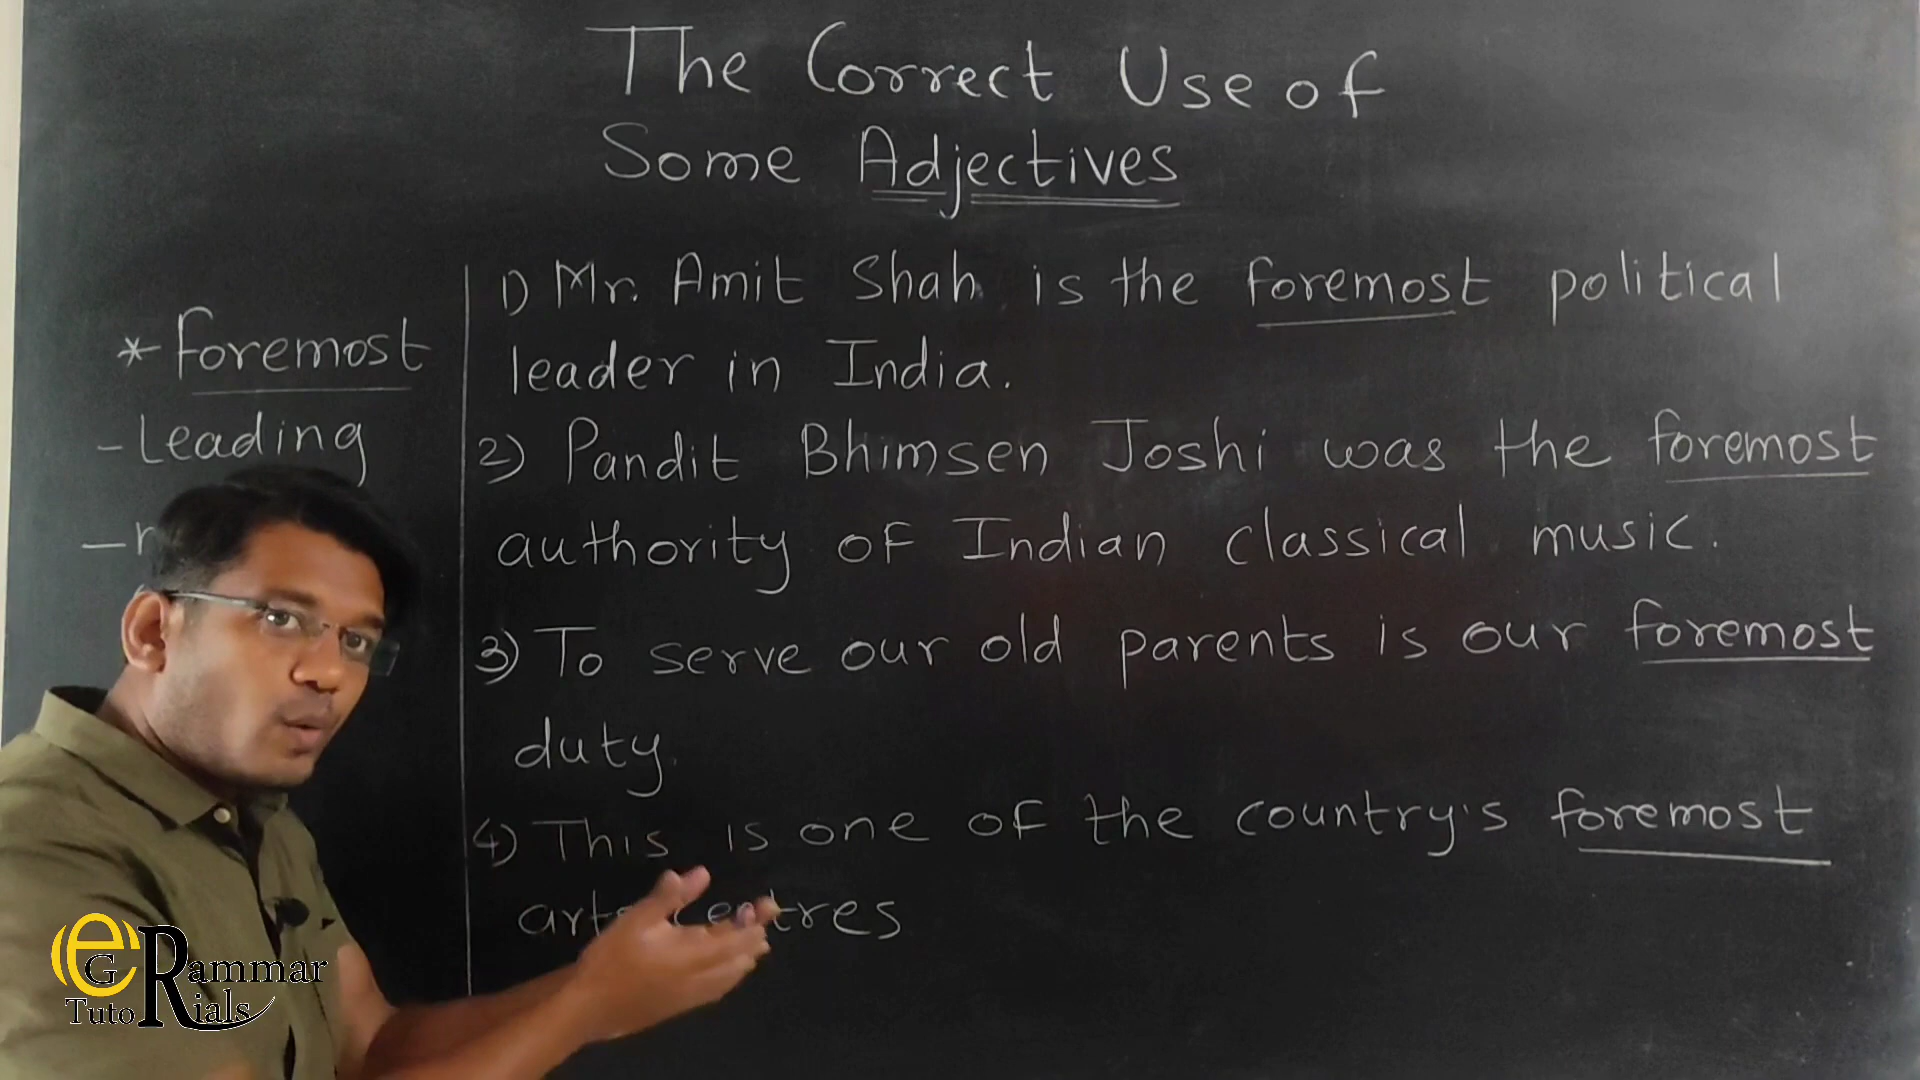 The Correct Use of
Some Adjectives
* foremost
- Leading
1) Mr. Amit Shah is the foremost political
leader in India.
2) Pandit Bhimsen Joshi was the foremost
authority of Indian classical music.
3) To serve our old parents is our foremost
duty.
4) This is one of the country's foremost
centres
eGRammar
TutoRials